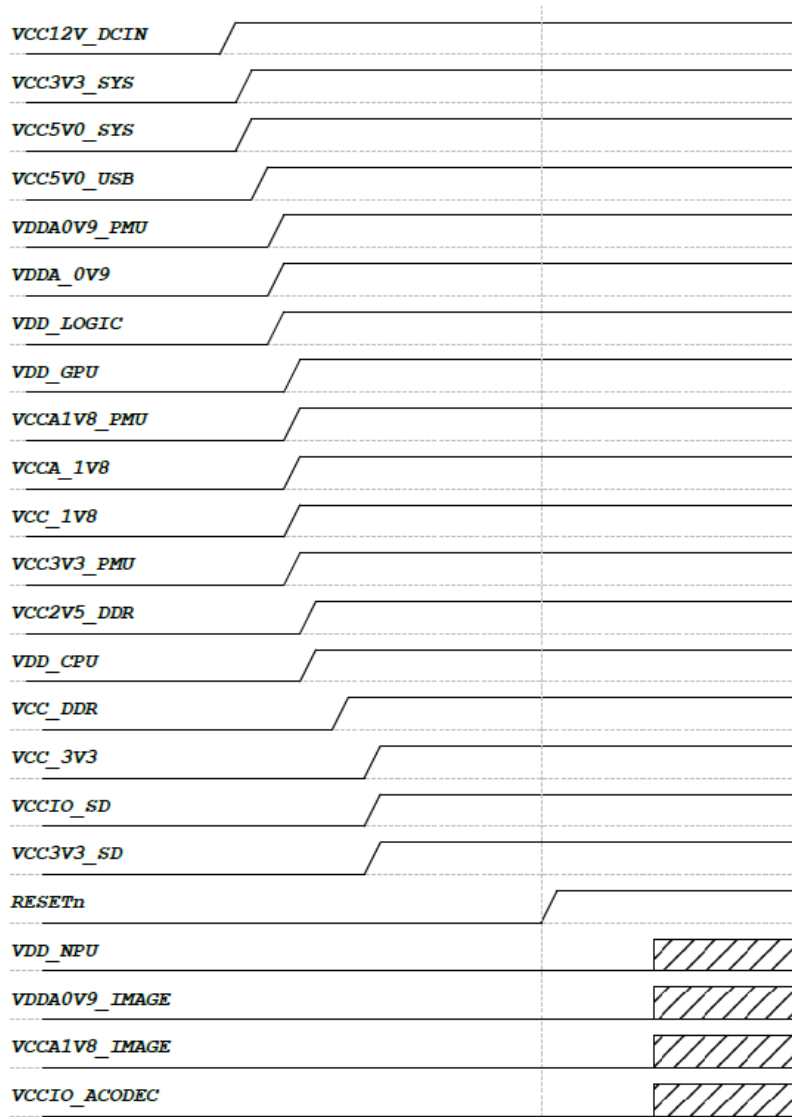 VCC12V_DCIN
VCC3V3_SYS
VCC5V0_SYS
VCC5V0_USB
VDDA0V9_PMU
VDDA_0V9
VDD_LOGIC
VDD_GPU
VCCA1V8_PMU
VCCA_1V8
VCC_1V8
VCC3V3_PMU
VCC2V5_DDR
VDD_CPU
VCC_DDR
VCC_3V3
VCCIO_SD
VCC3V3_SD
RESETn
VDD_NPU
VDDA0V9_IMAGE
VCCA1V8_IMAGE
VCCIO_ACODEC